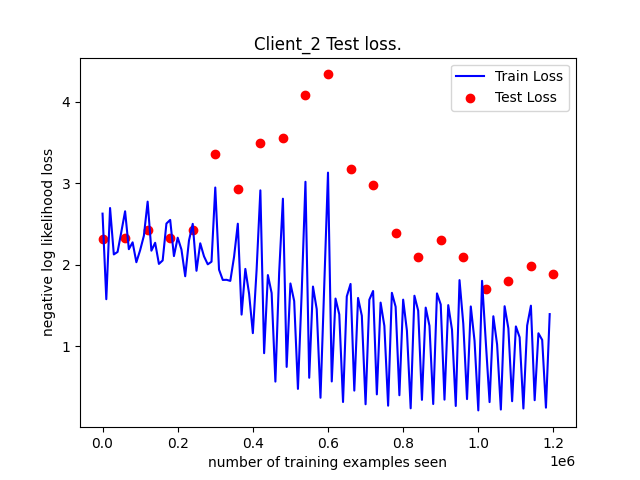 Client_2 Test loss.
Train Loss
Test Loss
negative log likelihood loss
4
3
2
1
0.0 0.2 0.4 0.6 0.8 1.0 1.2
1e6
number of training examples seen